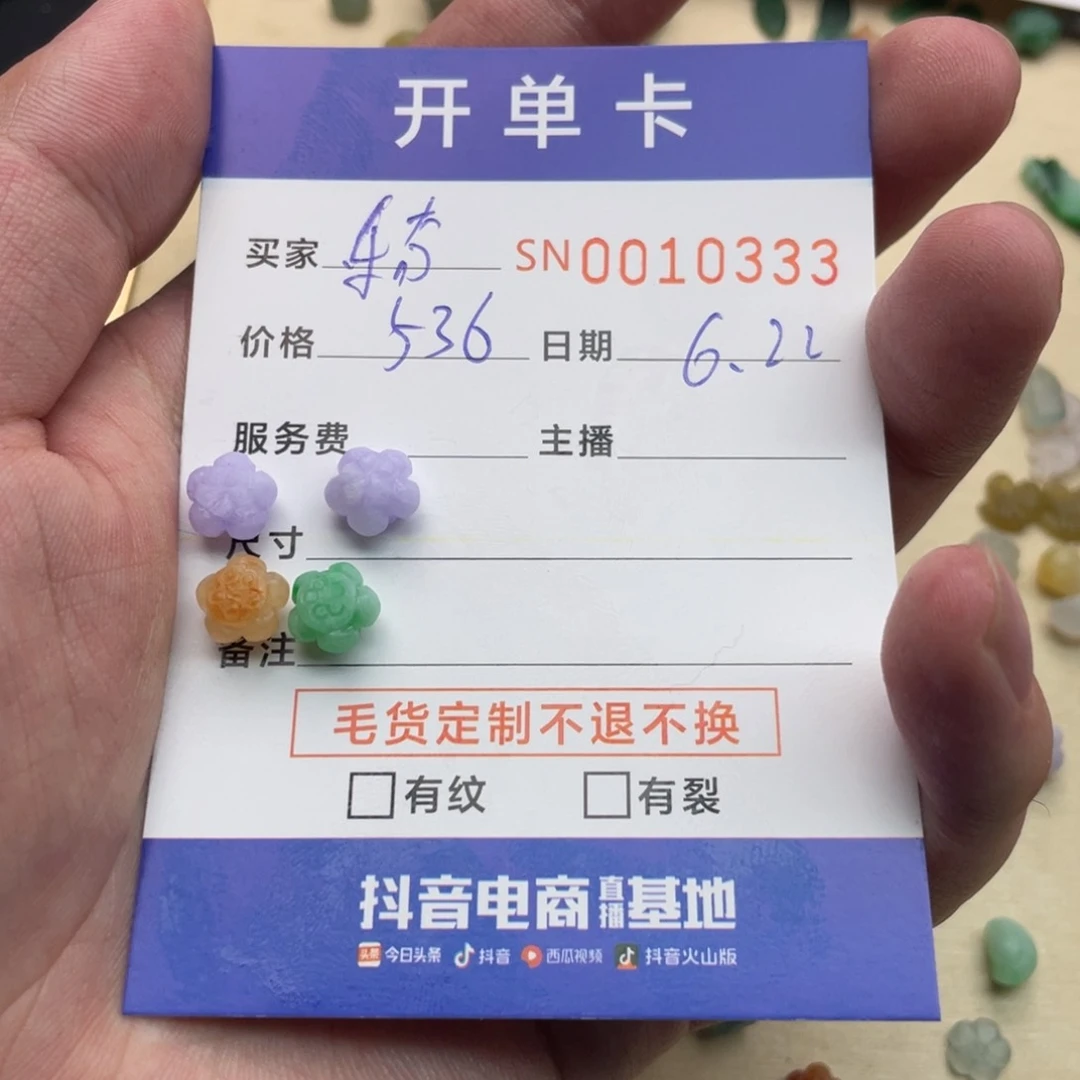 开单卡
买家 SN0010333
价格 536 日期 6.22
服务费 主播
尺寸
备注
毛货定制不退不换
有纹 有裂
抖音电商直播基地
头条 今日头条 抖音 西瓜视频 抖音火山版